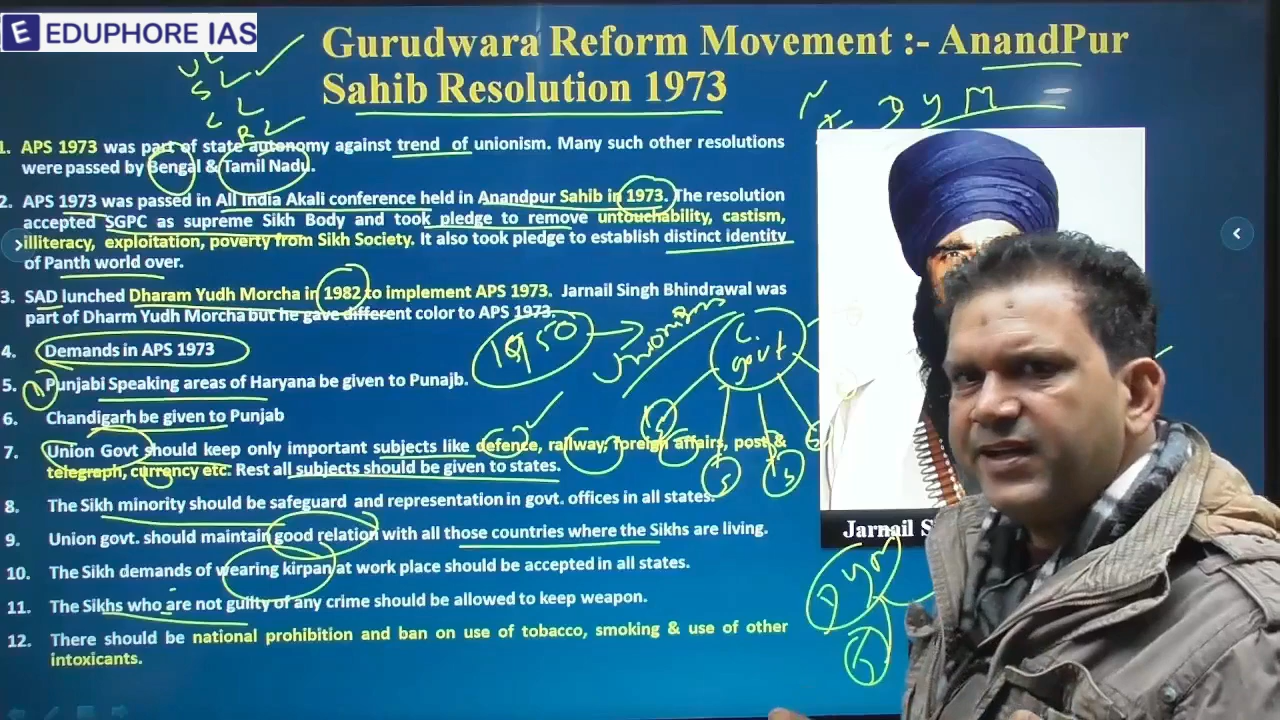 EDUPHORE IAS
Gurudwara Reform Movement :- AnandPur
Sahib Resolution 1973
D Y M
1. APS 1973 was part of state autonomy against trend of unionism. Many such other resolutions
were passed by Bengal & Tamil Nadu.
2. APS 1973 was passed in All India Akali conference held in Anandpur Sahib in 1973. The resolution
accepted SGPC as supreme Sikh Body and took pledge to remove untouchability, castism,
illiteracy, exploitation, poverty from Sikh Society. It also took pledge to establish distinct identity
of Panth world over.
3. SAD lunched Dharam Yudh Morcha in 1982 to implement APS 1973. Jarnail Singh Bhindrawal was
part of Dharm Yudh Morcha but he gave different color to APS 1973.
1950
unionism
C
govt
4. Demands in APS 1973
5. Punjabi Speaking areas of Haryana be given to Punajb.
6. Chandigarh be given to Punjab
7. Union Govt should keep only important subjects like defence, railway, foreign affairs, post &
telegraph, currency etc. Rest all subjects should be given to states.
S S
8. The Sikh minority should be safeguard and representation in govt. offices in all states.
9. Union govt. should maintain good relation with all those countries where the Sikhs are living.
10. The Sikh demands of wearing kirpan at work place should be accepted in all states.
11. The Sikhs who are not guilty of any crime should be allowed to keep weapon.
12. There should be national prohibition and ban on use of tobacco, smoking & use of other
intoxicants.
Jarnail
DYM